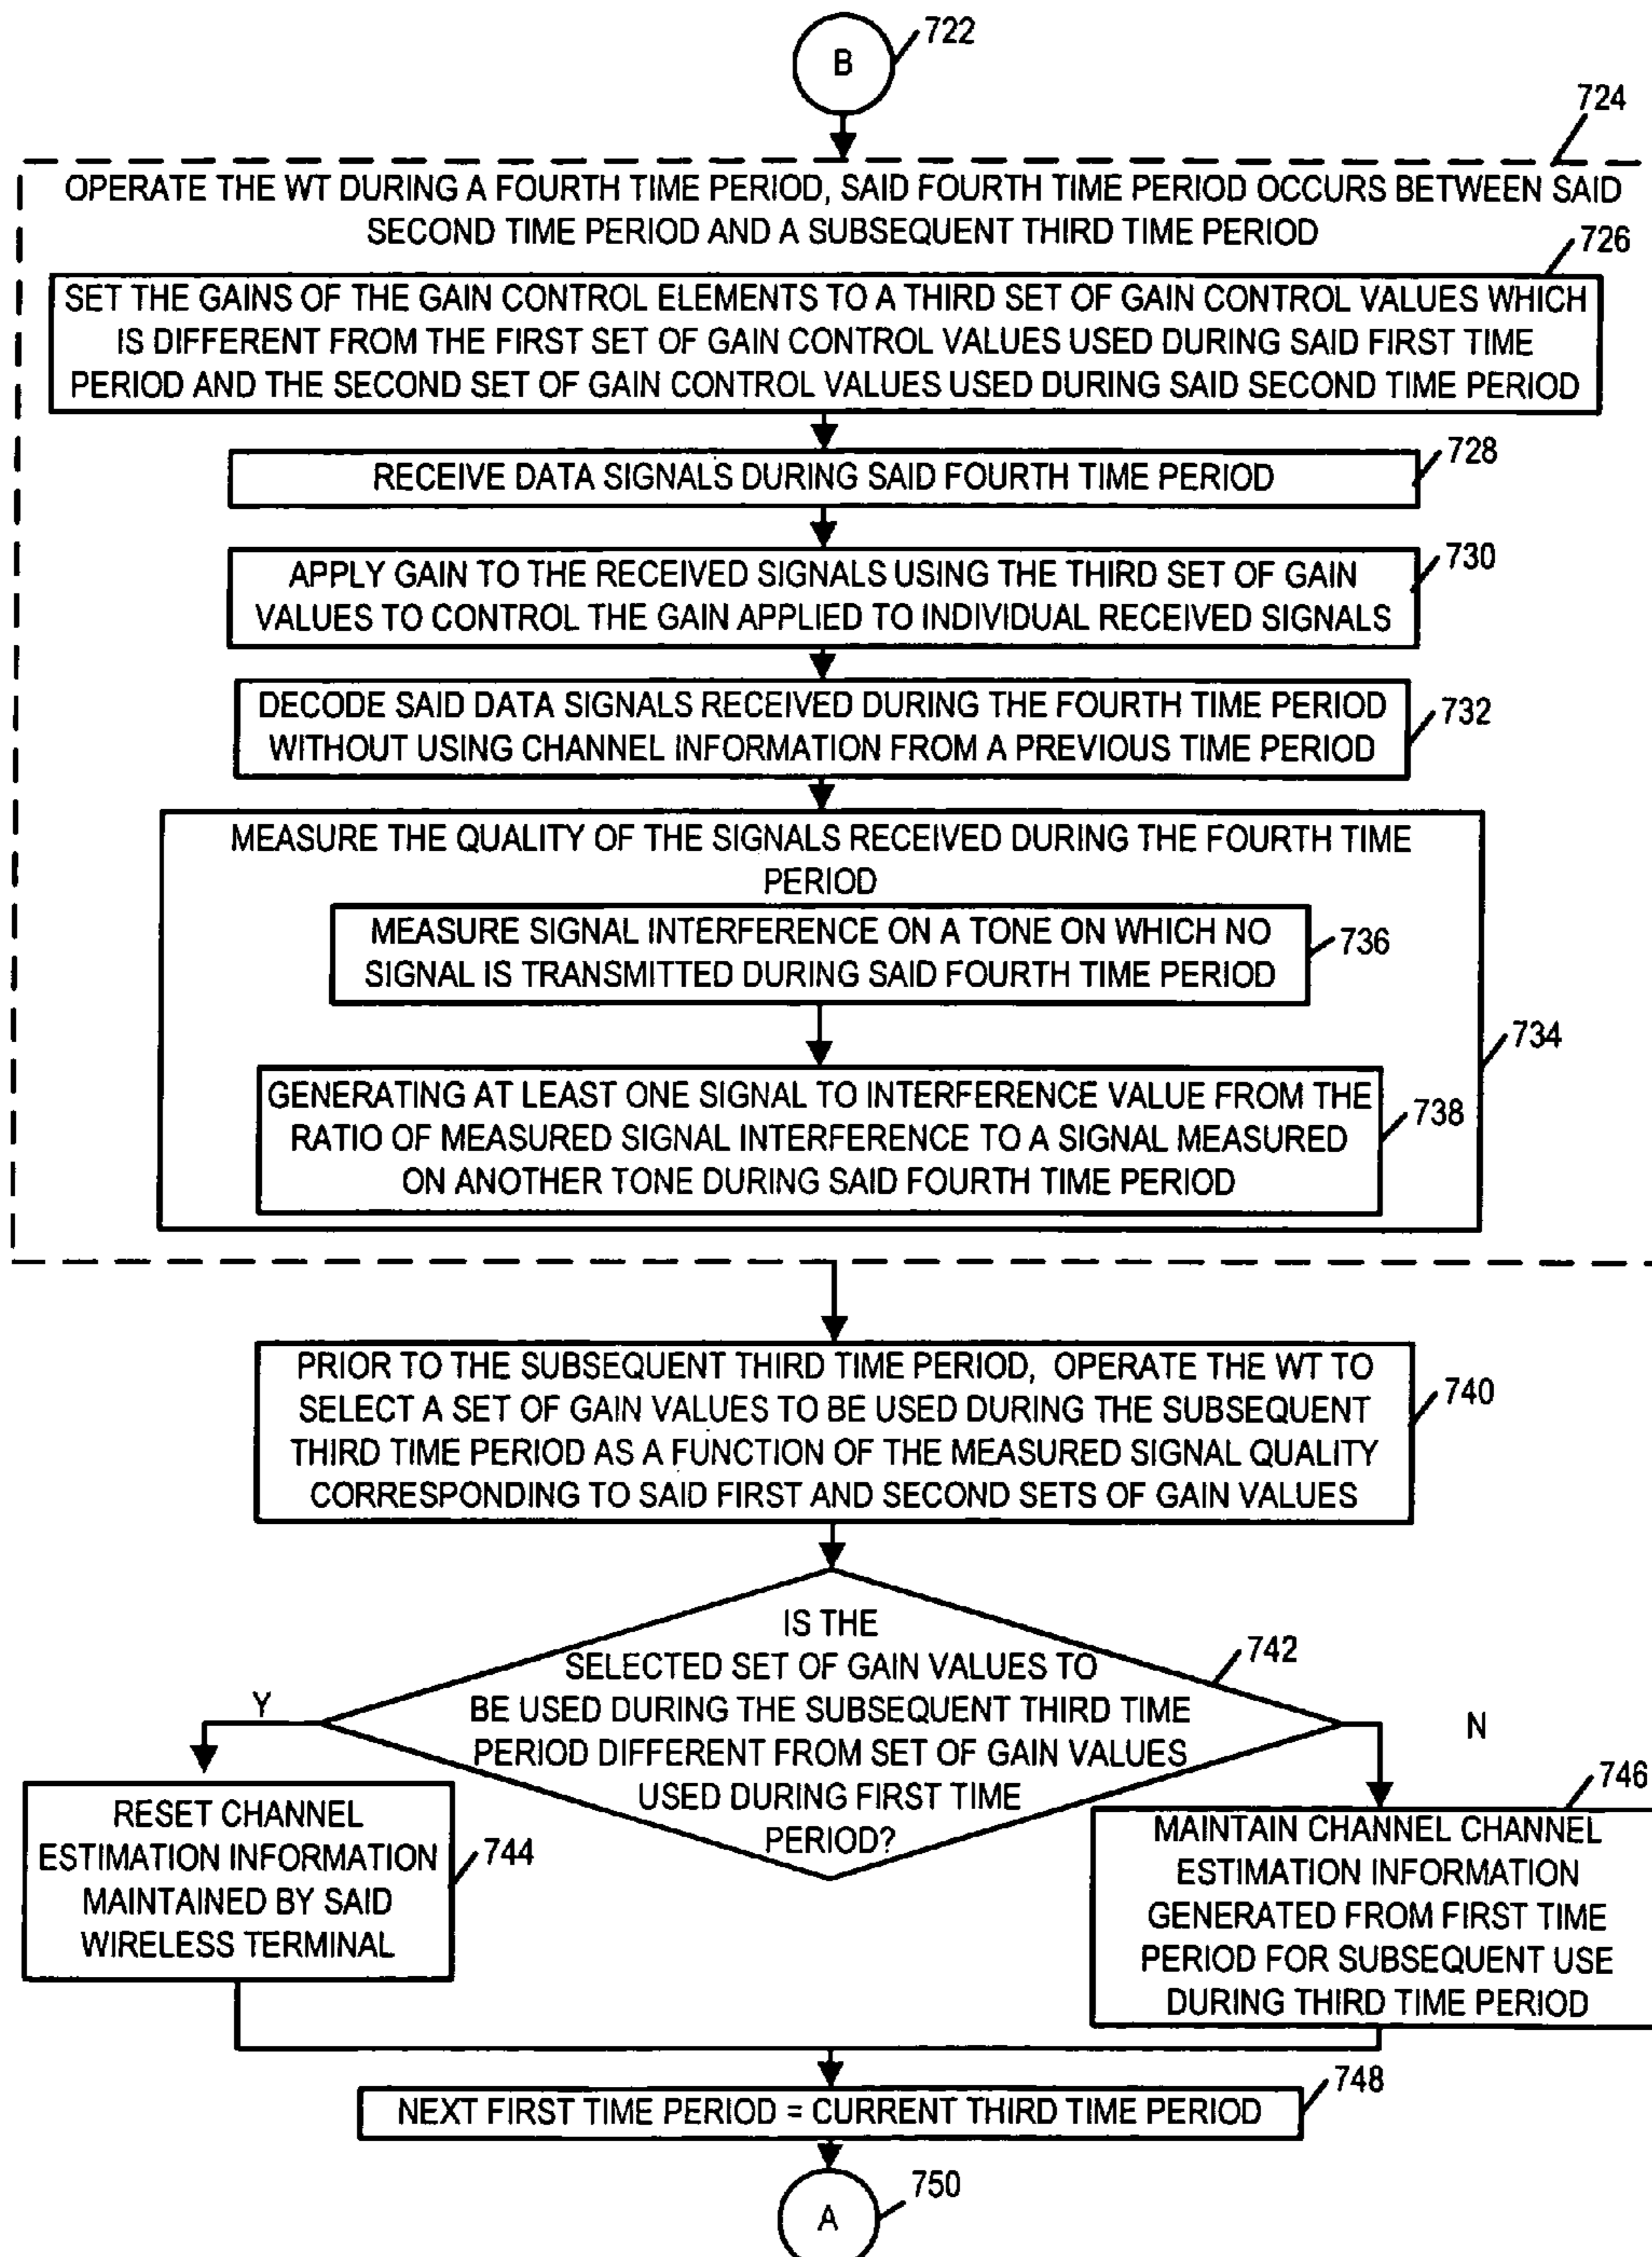 B
722
724
OPERATE THE WT DURING A FOURTH TIME PERIOD, SAID FOURTH TIME PERIOD OCCURS BETWEEN SAID
SECOND TIME PERIOD AND A SUBSEQUENT THIRD TIME PERIOD
726
SET THE GAINS OF THE GAIN CONTROL ELEMENTS TO A THIRD SET OF GAIN CONTROL VALUES WHICH
IS DIFFERENT FROM THE FIRST SET OF GAIN CONTROL VALUES USED DURING SAID FIRST TIME
PERIOD AND THE SECOND SET OF GAIN CONTROL VALUES USED DURING SAID SECOND TIME PERIOD
728
RECEIVE DATA SIGNALS DURING SAID FOURTH TIME PERIOD
730
APPLY GAIN TO THE RECEIVED SIGNALS USING THE THIRD SET OF GAIN
VALUES TO CONTROL THE GAIN APPLIED TO INDIVIDUAL RECEIVED SIGNALS
DECODE SAID DATA SIGNALS RECEIVED DURING THE FOURTH TIME PERIOD
WITHOUT USING CHANNEL INFORMATION FROM A PREVIOUS TIME PERIOD
732
MEASURE THE QUALITY OF THE SIGNALS RECEIVED DURING THE FOURTH TIME
PERIOD
MEASURE SIGNAL INTERFERENCE ON A TONE ON WHICH NO
SIGNAL IS TRANSMITTED DURING SAID FOURTH TIME PERIOD
736
734
GENERATING AT LEAST ONE SIGNAL TO INTERFERENCE VALUE FROM THE
RATIO OF MEASURED SIGNAL INTERFERENCE TO A SIGNAL MEASURED
ON ANOTHER TONE DURING SAID FOURTH TIME PERIOD
738
PRIOR TO THE SUBSEQUENT THIRD TIME PERIOD, OPERATE THE WT TO
SELECT A SET OF GAIN VALUES TO BE USED DURING THE SUBSEQUENT
THIRD TIME PERIOD AS A FUNCTION OF THE MEASURED SIGNAL QUALITY
CORRESPONDING TO SAID FIRST AND SECOND SETS OF GAIN VALUES
740
IS THE
SELECTED SET OF GAIN VALUES TO
BE USED DURING THE SUBSEQUENT THIRD TIME
PERIOD DIFFERENT FROM SET OF GAIN VALUES
USED DURING FIRST TIME
PERIOD?
742
Y
N
RESET CHANNEL
ESTIMATION INFORMATION
MAINTAINED BY SAID
WIRELESS TERMINAL
744
746
MAINTAIN CHANNEL CHANNEL
ESTIMATION INFORMATION
GENERATED FROM FIRST TIME
PERIOD FOR SUBSEQUENT USE
DURING THIRD TIME PERIOD
748
NEXT FIRST TIME PERIOD = CURRENT THIRD TIME PERIOD
A
750